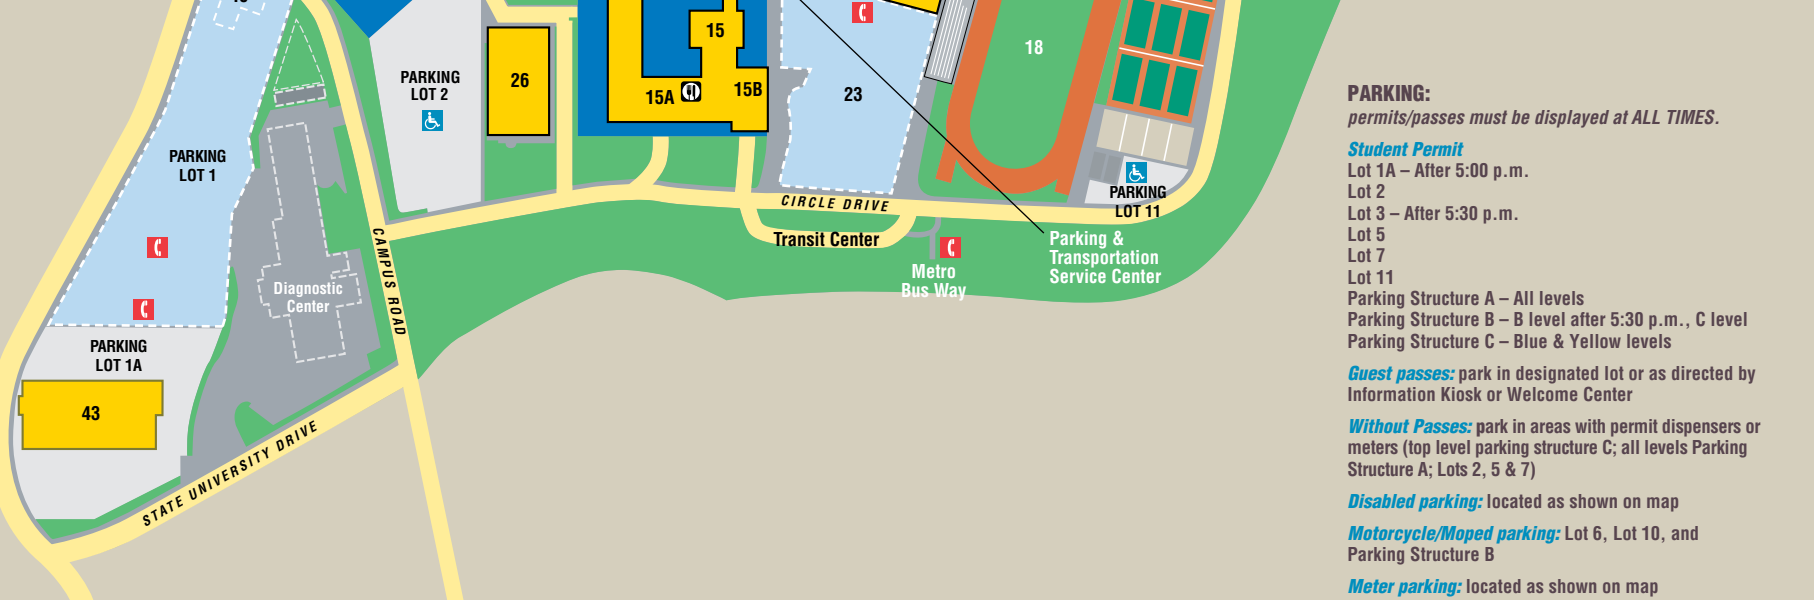 15
18
PARKING
LOT 2
26
15A
15B
23
PARKING
LOT 1
PARKING
LOT 11
CIRCLE DRIVE
Transit Center
CAMPUS ROAD
Parking &
Transportation
Service Center
Metro
Bus Way
Diagnostic
Center
PARKING
LOT 1A
43
STATE UNIVERSITY DRIVE
PARKING:
permits/passes must be displayed at ALL TIMES.
Student Permit
Lot 1A – After 5:00 p.m.
Lot 2
Lot 3 – After 5:30 p.m.
Lot 5
Lot 7
Lot 11
Parking Structure A – All levels
Parking Structure B – B level after 5:30 p.m., C level
Parking Structure C – Blue & Yellow levels
Guest passes: park in designated lot or as directed by
Information Kiosk or Welcome Center
Without Passes: park in areas with permit dispensers or
meters (top level parking structure C; all levels Parking
Structure A; Lots 2, 5 & 7)
Disabled parking: located as shown on map
Motorcycle/Moped parking: Lot 6, Lot 10, and
Parking Structure B
Meter parking: located as shown on map